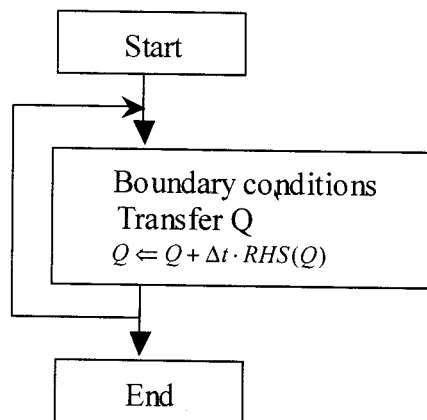 Start
Boundary conditions
Transfer Q
Q ⇐ Q + Δt · RHS(Q)
End